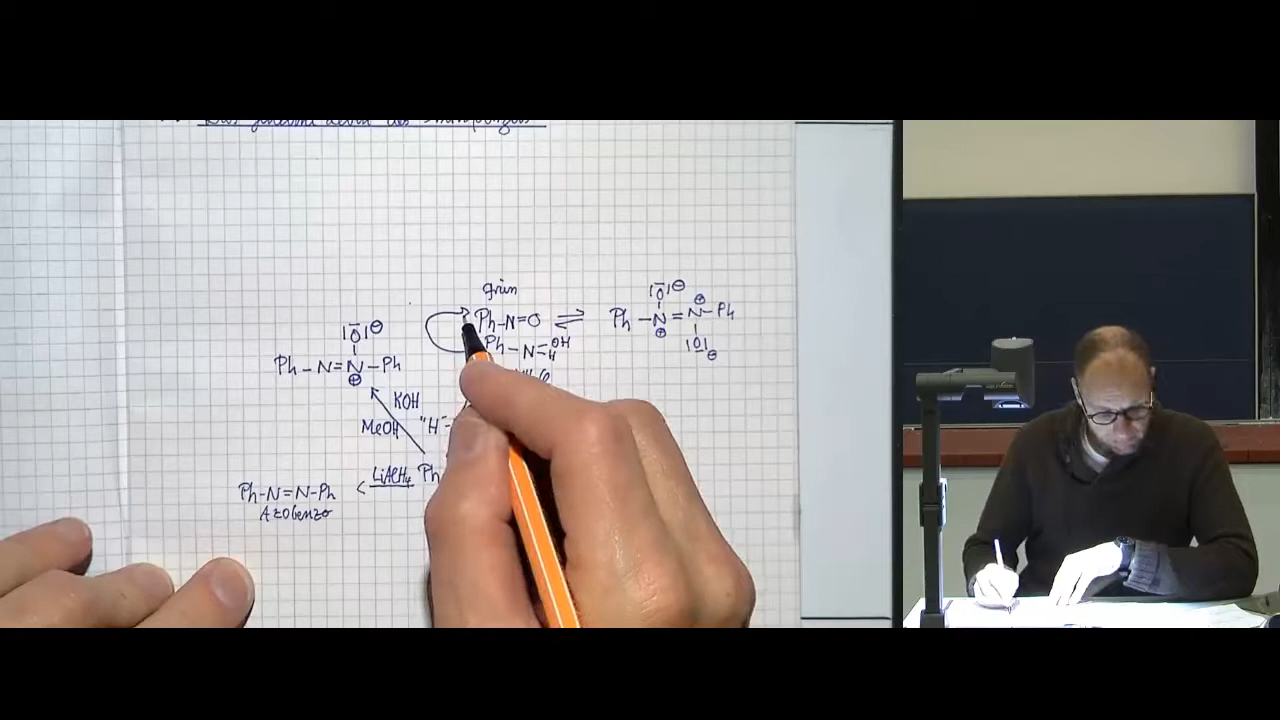 grün
Ph-N=O ⇌ Ph-N=N-Ph
|O̅|⊖ ⊕ ⊕ |O̲|⊖
Ph-N OH H
|O̅|⊖
Ph-N=N-Ph
⊕
KOH
MeOH "H"
Ph-N=N-Ph < LiAlH4 Ph
Azobenzo